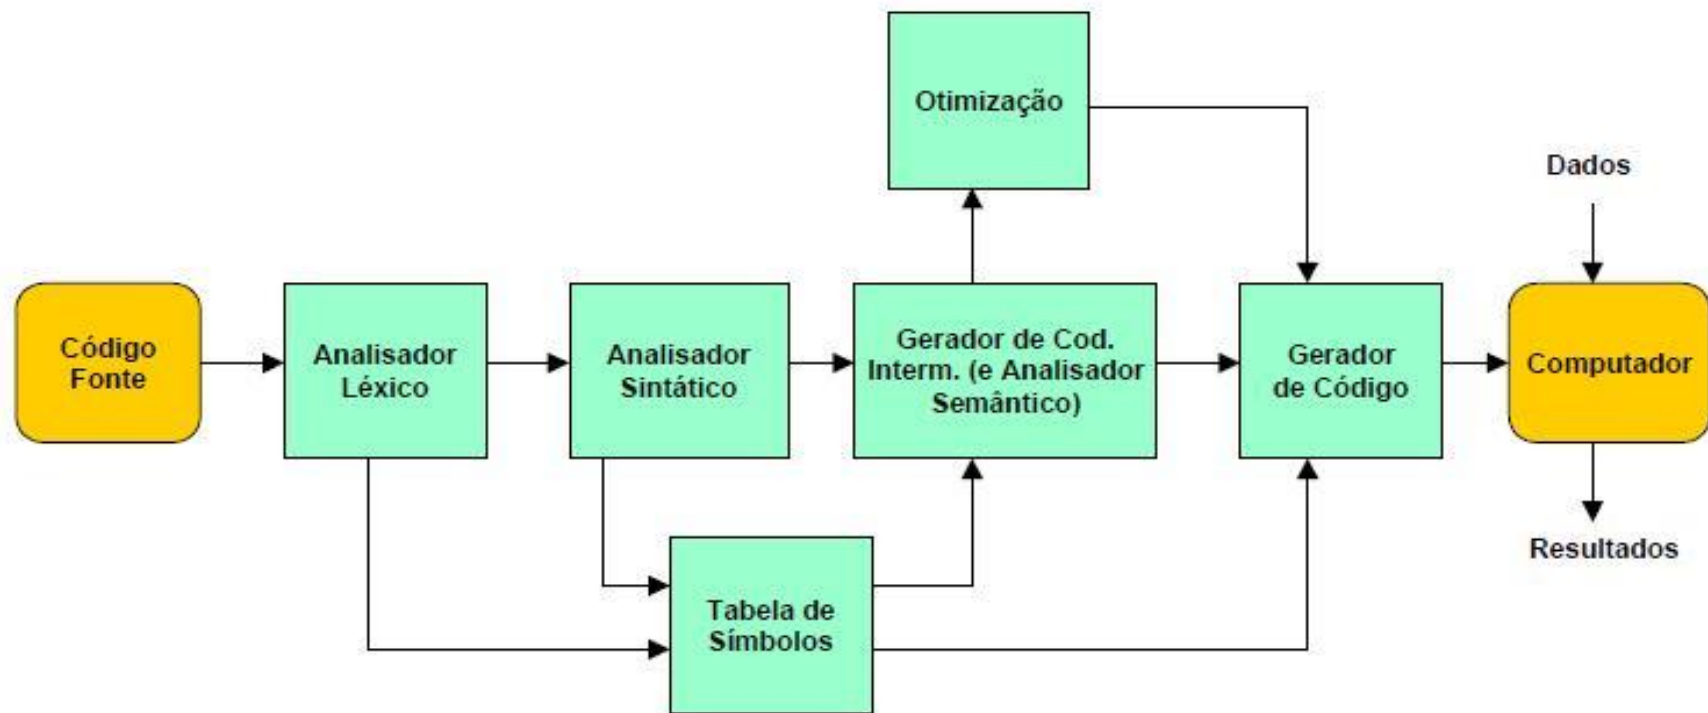 Otimização
Dados
Código
Fonte
Analisador
Léxico
Analisador
Sintático
Gerador de Cod.
Interm. (e Analisador
Semântico)
Gerador
de Código
Computador
Resultados
Tabela de
Símbolos